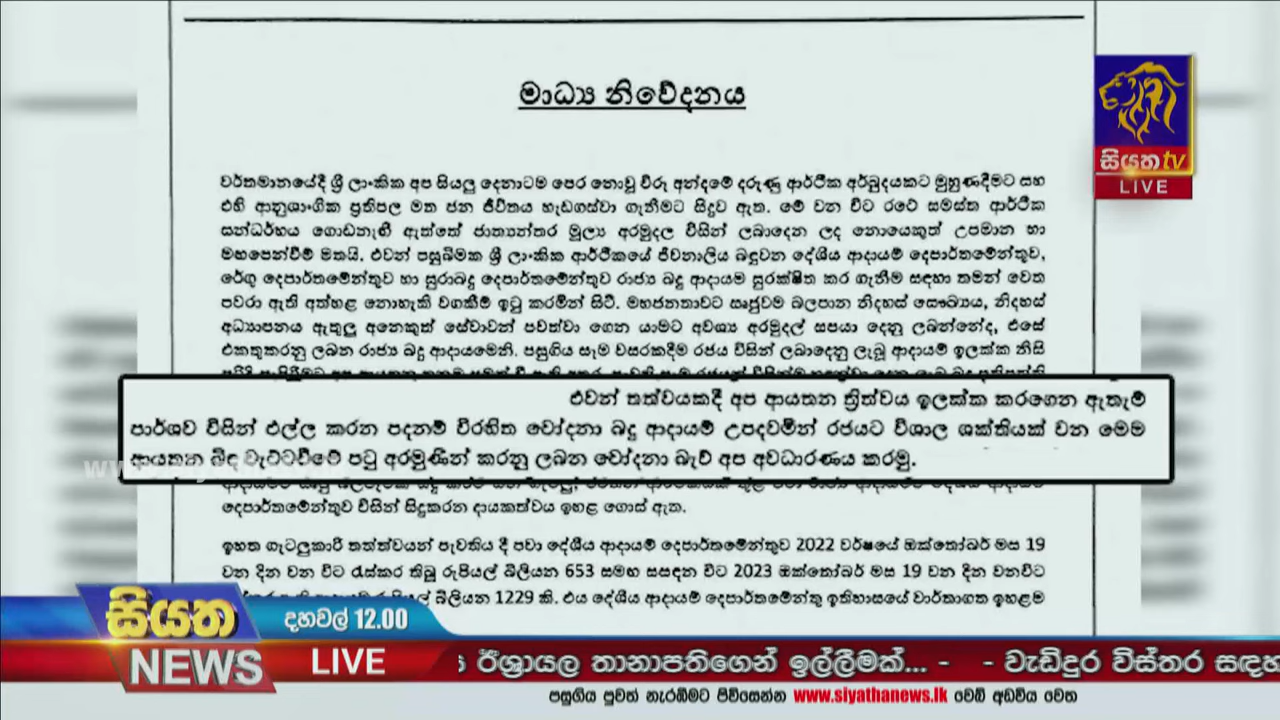 මාධ්‍ය නිවේදනය
වර්තමානයේදී ශ්‍රී ලාංකික අප සියලු දෙනාටම පෙර නොවූ විරූ අන්දමේ දරුණු ආර්ථික අර්බුදයකට මුහුණදීමට සහ
එහි ආනුශාංගික ප්‍රතිපල මත ජන ජීවිතය හැඩගස්වා ගැනීමට සිදුව ඇත. මේ වන විට රටේ සමස්ත ආර්ථික
සන්ධර්භය ගොඩනැඟී ඇත්තේ ජාත්‍යන්තර මූල්‍ය අරමුදල විසින් ලබාදෙන ලද නොයෙකුත් උපමාන හා
මඟපෙන්වීම් මතයි. එවන් පසුබිමක ශ්‍රී ලාංකික ආර්ථිකයේ ජීවනාලිය බඳුවන දේශීය ආදායම් දෙපාර්තමේන්තුව,
රේගු දෙපාර්තමේන්තුව හා සුරාබදු දෙපාර්තමේන්තුව රාජ්‍ය බදු ආදායම සුරක්ෂිත කර ගැනීම සඳහා තමන් වෙත
පවරා ඇති අත්හළ නොහැකි වගකීම් ඉටු කරමින් සිටී. මහජනතාවට ඍජුවම බලපාන නිදහස් සෞඛ්‍යය, නිදහස්
අධ්‍යාපනය ඇතුලු අනෙකුත් සේවාවන් පවත්වා ගෙන යාමට අවශ්‍ය අරමුදල් සපයා දෙනු ලබන්නේද, එසේ
එකතුකරනු ලබන රාජ්‍ය බදු ආදායමෙනි. පසුගිය සෑම වසරකදීම රජය විසින් ලබාදෙනු ලැබූ ආදායම් ඉලක්ක නිසි
එවන් තත්වයකදී අප ආයතන ත්‍රිත්වය ඉලක්ක කරගෙන ඇතැම්
පාර්ශව විසින් එල්ල කරන පදනම් විරහිත චෝදනා බදු ආදායම් උපදවමින් රජයට විශාල ශක්තියක් වන මෙම
ආයතන බිඳ වැට්ටවීමේ පටු අරමුණින් කරනු ලබන චෝදනා බැව් අප අවධාරණය කරමු.
දෙපාර්තමේන්තුව විසින් සිදුකරන දායකත්වය ඉහළ ගොස් ඇත.
ඉහත ගැටලුකාරී තත්ත්වයන් පැවතිය දී පවා දේශීය ආදායම් දෙපාර්තමේන්තුව 2022 වර්ෂයේ ඔක්තෝබර් මස 19
වන දින වන විට රැස්කර තිබූ රුපියල් බිලියන 653 සමඟ සසඳන විට 2023 ඔක්තෝබර් මස 19 වන දින වනවිට
බිලියන 1229 කි. එය දේශීය ආදායම් දෙපාර්තමේන්තු ඉතිහාසයේ වාර්තාගත ඉහළම
සියත tv
LIVE
සියත
NEWS
දහවල් 12.00
LIVE
ඊශ්‍රායල තානාපතිගෙන් ඉල්ලීමක්... - - වැඩිදුර විස්තර සඳහ
පසුගිය පුවත් නැරඹීමට පිවිසෙන්න www.siyathanews.lk වෙබ් අඩවිය වෙත